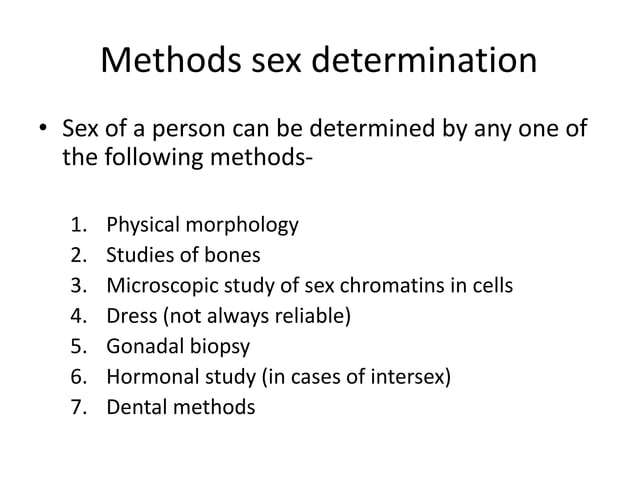 Methods sex determination
• Sex of a person can be determined by any one of
the following methods-
1. Physical morphology
2. Studies of bones
3. Microscopic study of sex chromatins in cells
4. Dress (not always reliable)
5. Gonadal biopsy
6. Hormonal study (in cases of intersex)
7. Dental methods